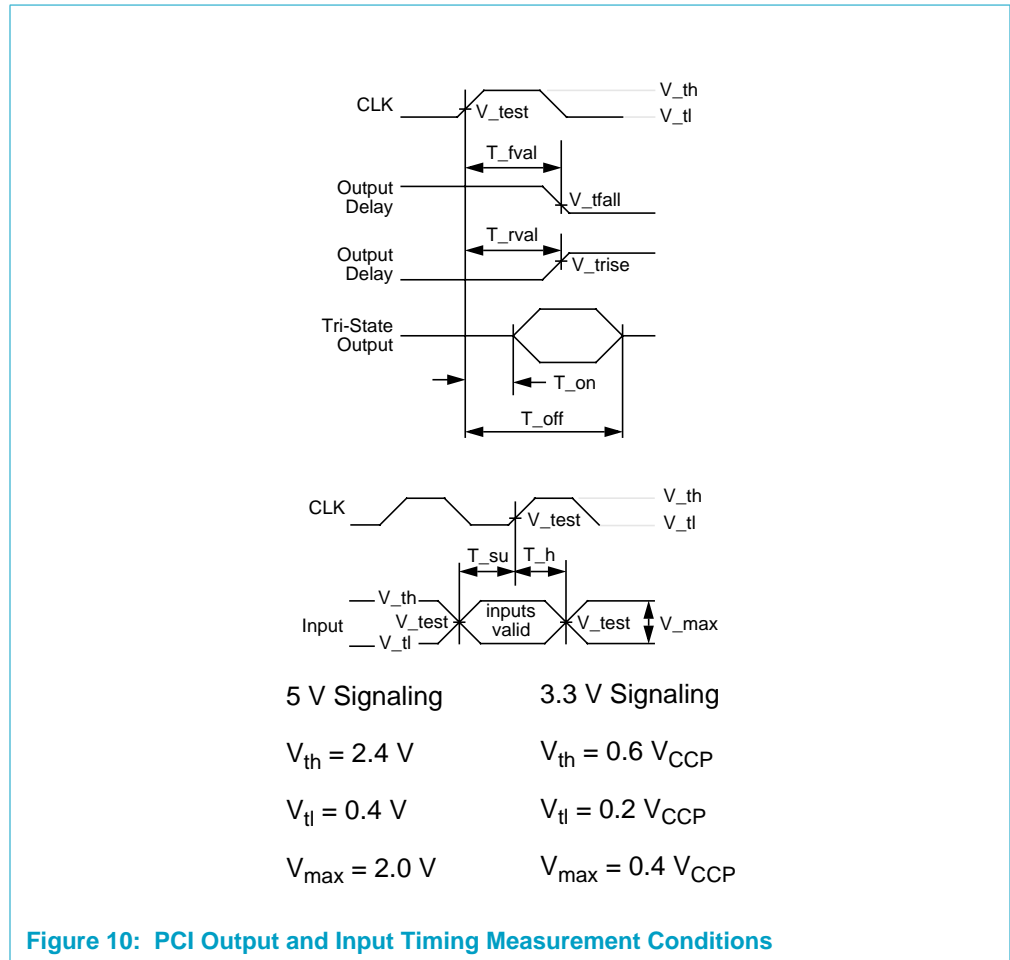 CLK
V_th
V_tl
V_test
T_fval
Output
Delay
V_tfall
T_rval
Output
Delay
V_trise
Tri-State
Output
T_on
T_off
CLK
V_th
V_tl
V_test
T_su
T_h
Input
V_th
V_tl
V_test
inputs
valid
V_test
V_max
5 V Signaling
3.3 V Signaling
Vth = 2.4 V
Vth = 0.6 VCCP
Vtl = 0.4 V
Vtl = 0.2 VCCP
Vmax = 2.0 V
Vmax = 0.4 VCCP
Figure 10: PCI Output and Input Timing Measurement Conditions